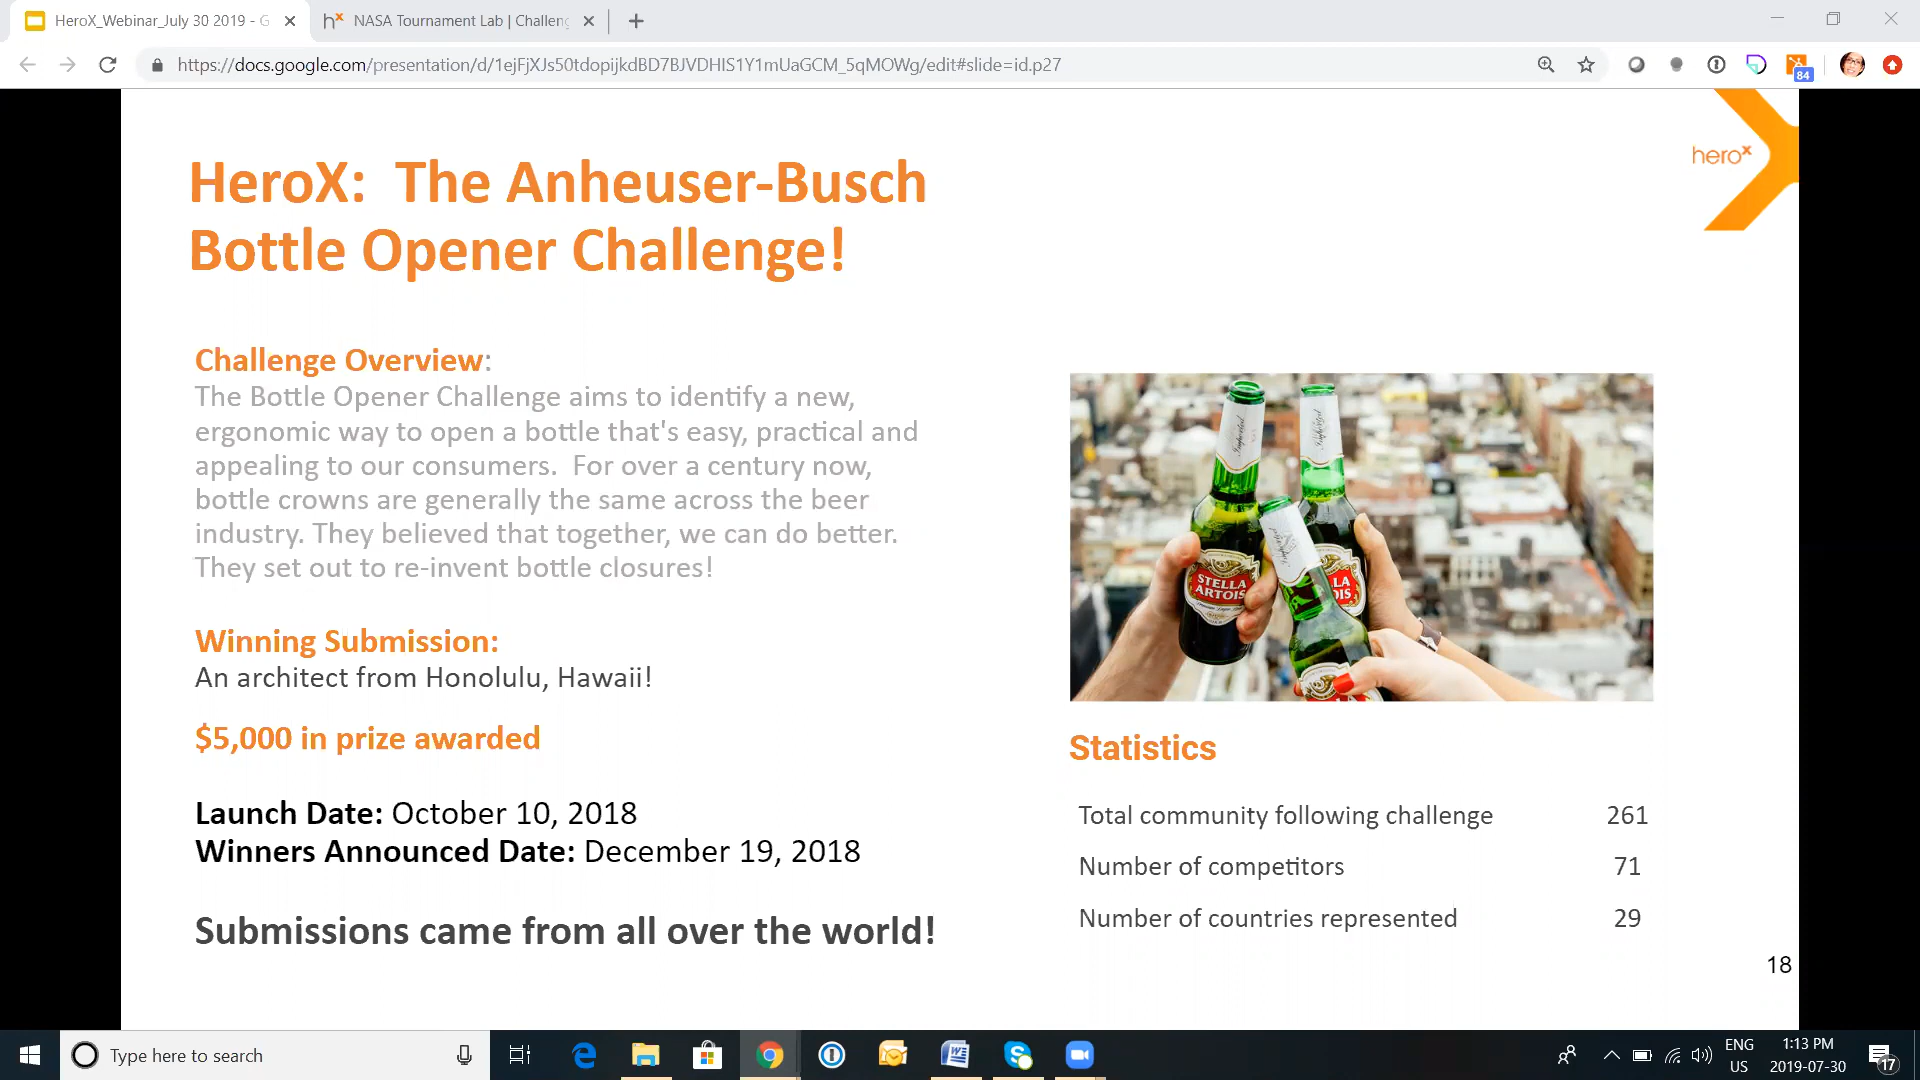 HeroX_Webinar_July 30 2019 - G
NASA Tournament Lab | Challeng
https://docs.google.com/presentation/d/1ejFjXJs50tdopijkdBD7BJVDHIS1Y1mUaGCM_5qMOWg/edit#slide=id.p27
84
herox
HeroX: The Anheuser-Busch
Bottle Opener Challenge!
Challenge Overview:
The Bottle Opener Challenge aims to identify a new,
ergonomic way to open a bottle that's easy, practical and
appealing to our consumers. For over a century now,
bottle crowns are generally the same across the beer
industry. They believed that together, we can do better.
They set out to re-invent bottle closures!
Winning Submission:
An architect from Honolulu, Hawaii!
$5,000 in prize awarded
Launch Date: October 10, 2018
Winners Announced Date: December 19, 2018
Submissions came from all over the world!
Imported
Imported
STELLA
ARTOIS
LA
OIS
Statistics
Total community following challenge 261
Number of competitors 71
Number of countries represented 29
18
Type here to search
ENG
US
1:13 PM
2019-07-30
17